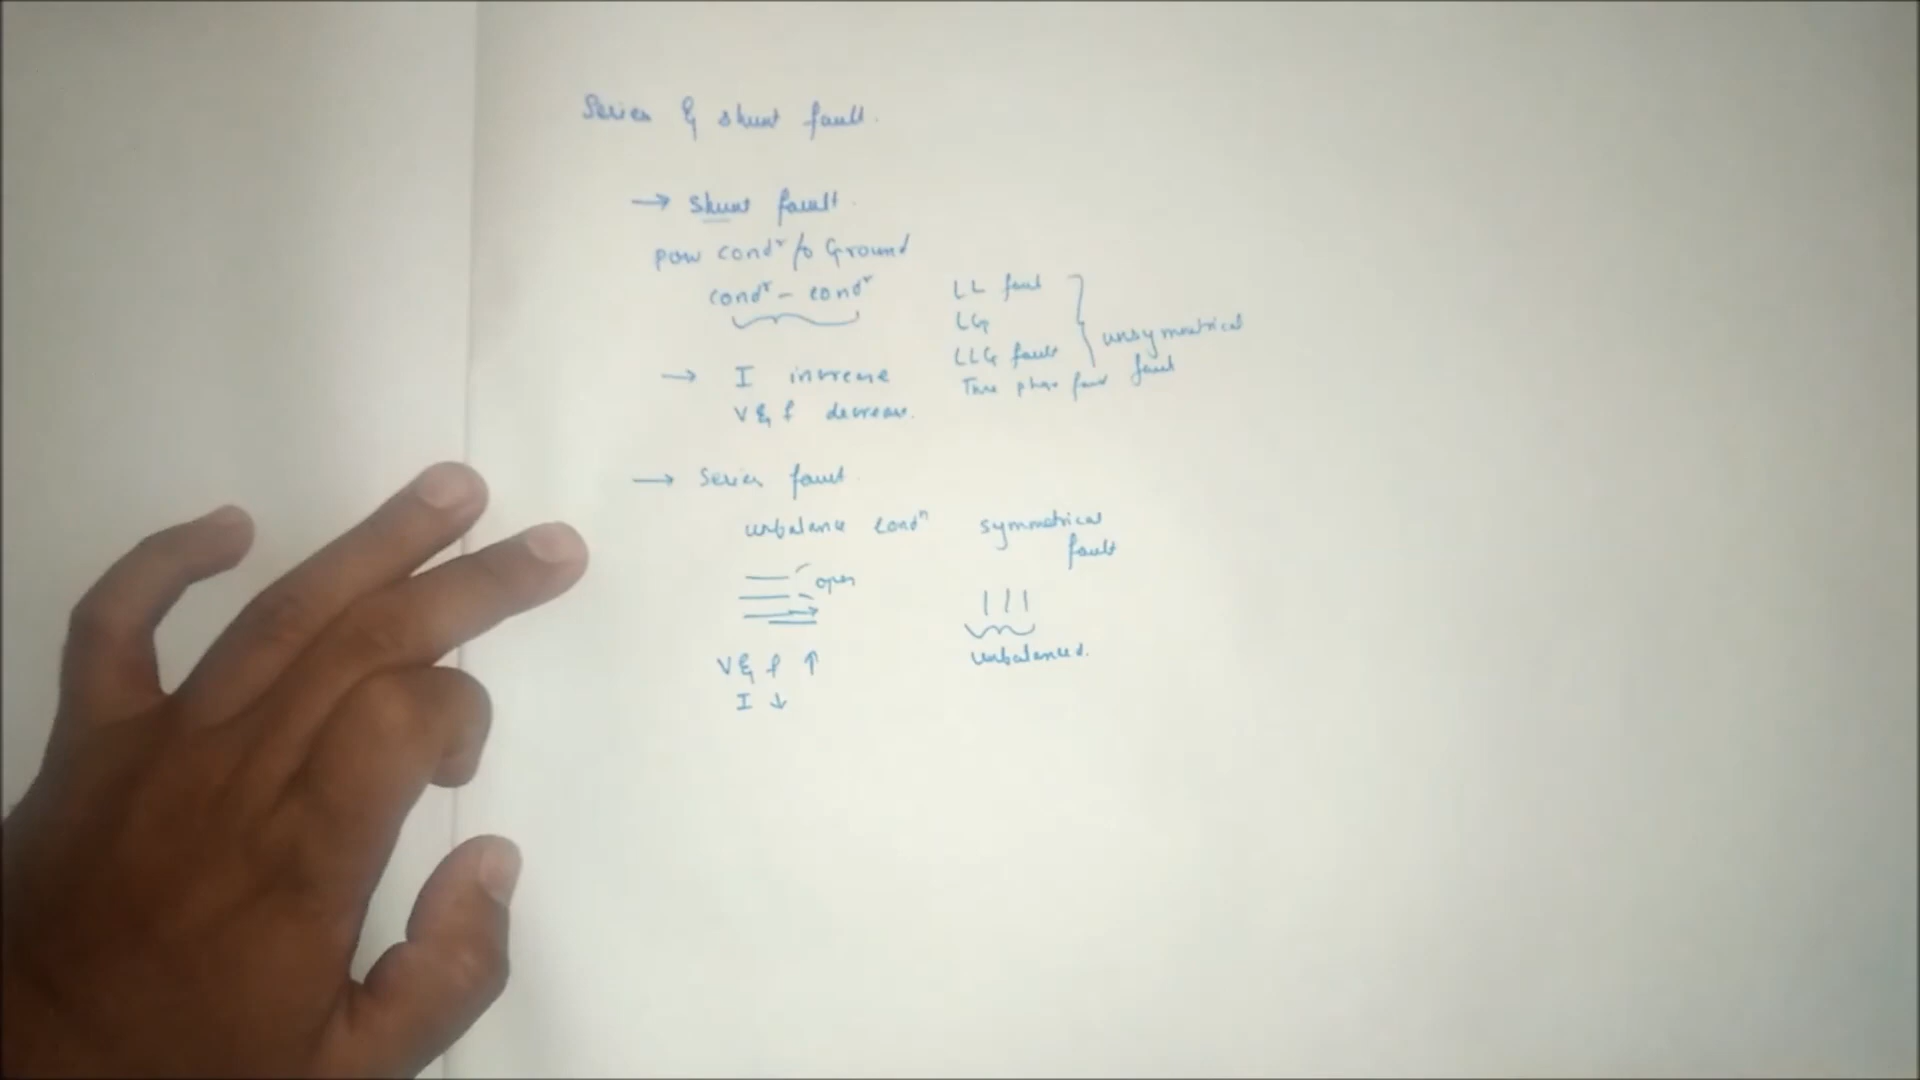 Series & shunt fault.
→ Shunt fault.
pow condʳ to Ground
condʳ - condʳ
LL fault
LG
LLG fault
Three phase fault
unsymmetrical
fault
→ I increase
V & f decrease.
→ Series fault
unbalance condⁿ
symmetrical
fault
open
unbalanced.
V & f ↑
I ↓